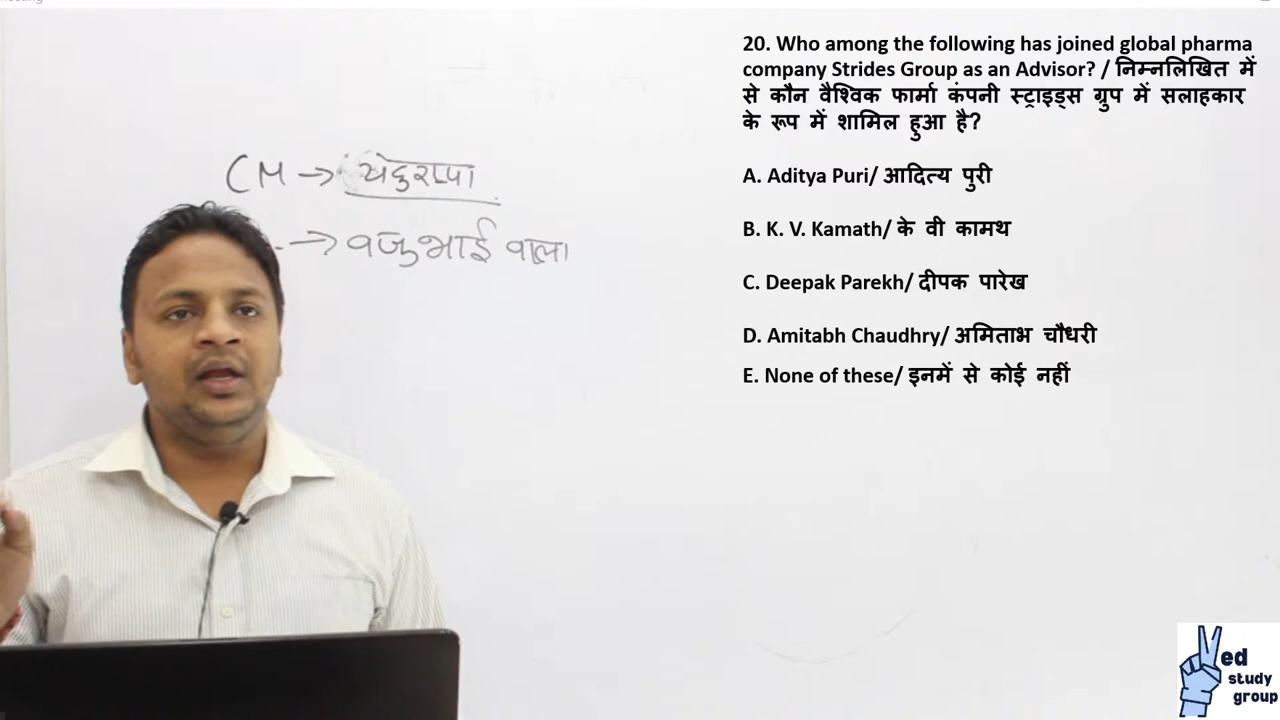 20. Who among the following has joined global pharma
company Strides Group as an Advisor? / निम्नलिखित में
से कौन वैश्विक फार्मा कंपनी स्ट्राइड्स ग्रुप में सलाहकार
के रूप में शामिल हुआ है?
CM → येदुरप्पा
→ वजुभाई वाला
A. Aditya Puri/ आदित्य पुरी
B. K. V. Kamath/ के वी कामथ
C. Deepak Parekh/ दीपक पारेख
D. Amitabh Chaudhry/ अमिताभ चौधरी
E. None of these/ इनमें से कोई नहीं
Ved
study
group